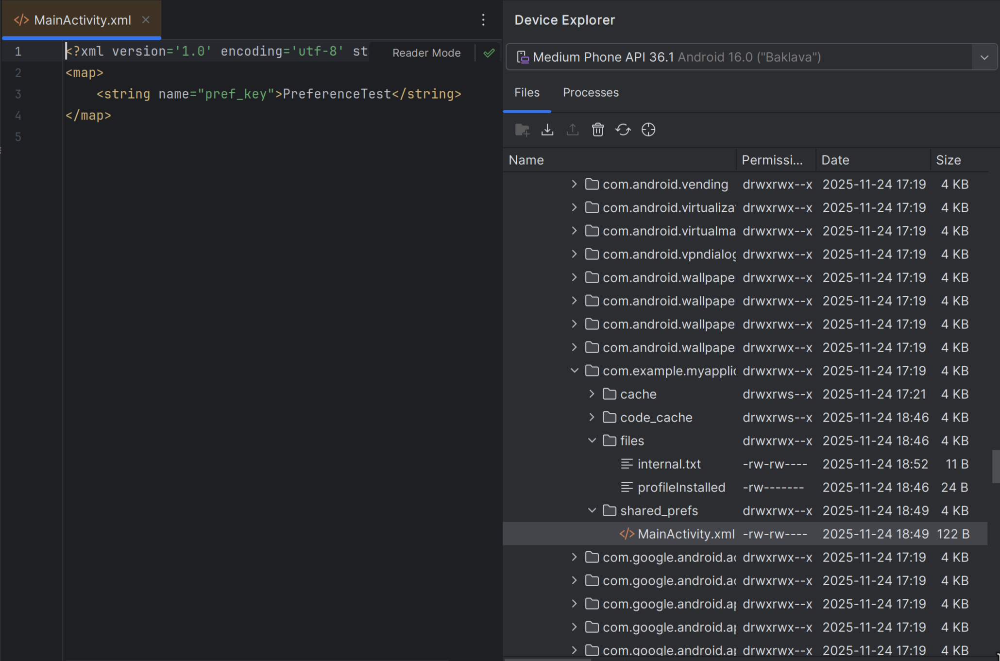 MainActivity.xml
1 <?xml version='1.0' encoding='utf-8' st
Reader Mode
2 <map>
3     <string name="pref_key">PreferenceTest</string>
4 </map>
5
Device Explorer
Medium Phone API 36.1 Android 16.0 ("Baklava")
Files Processes
Name Permissi... Date Size
com.android.vending drwxrwx--x 2025-11-24 17:19 4 KB
com.android.virtualiza drwxrwx--x 2025-11-24 17:19 4 KB
com.android.virtualma drwxrwx--x 2025-11-24 17:19 4 KB
com.android.vpndialog drwxrwx--x 2025-11-24 17:19 4 KB
com.android.wallpape drwxrwx--x 2025-11-24 17:19 4 KB
com.android.wallpape drwxrwx--x 2025-11-24 17:19 4 KB
com.android.wallpape drwxrwx--x 2025-11-24 17:19 4 KB
com.android.wallpape drwxrwx--x 2025-11-24 17:19 4 KB
com.example.myapplic drwxrwx--x 2025-11-24 17:19 4 KB
cache drwxrws--x 2025-11-24 17:21 4 KB
code_cache drwxrws--x 2025-11-24 18:46 4 KB
files drwxrwx--x 2025-11-24 18:46 4 KB
internal.txt -rw-rw---- 2025-11-24 18:52 11 B
profileInstalled -rw------- 2025-11-24 18:46 24 B
shared_prefs drwxrwx--x 2025-11-24 18:49 4 KB
MainActivity.xml -rw-rw---- 2025-11-24 18:49 122 B
com.google.android.ac drwxrwx--x 2025-11-24 17:19 4 KB
com.google.android.ac drwxrwx--x 2025-11-24 17:19 4 KB
com.google.android.ap drwxrwx--x 2025-11-24 17:19 4 KB
com.google.android.ap drwxrwx--x 2025-11-24 17:19 4 KB
com.google.android.ap drwxrwx--x 2025-11-24 17:19 4 KB